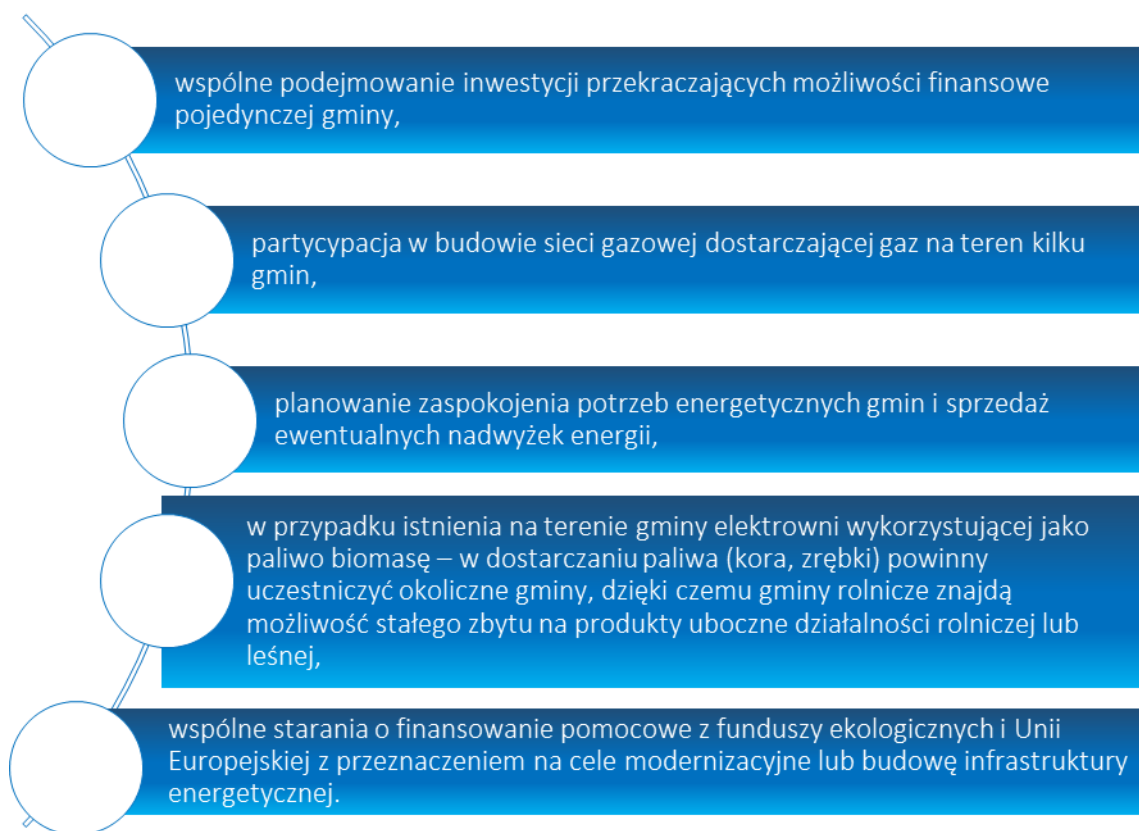 wspólne podejmowanie inwestycji przekraczających możliwości finansowe
pojedynczej gminy,
partycypacja w budowie sieci gazowej dostarczającej gaz na teren kilku
gmin,
planowanie zaspokojenia potrzeb energetycznych gmin i sprzedaż
ewentualnych nadwyżek energii,
w przypadku istnienia na terenie gminy elektrowni wykorzystującej jako
paliwo biomasę – w dostarczaniu paliwa (kora, zrębki) powinny
uczestniczyć okoliczne gminy, dzięki czemu gminy rolnicze znajdą
możliwość stałego zbytu na produkty uboczne działalności rolniczej lub
leśnej,
wspólne starania o finansowanie pomocowe z funduszy ekologicznych i Unii
Europejskiej z przeznaczeniem na cele modernizacyjne lub budowę infrastruktury
energetycznej.